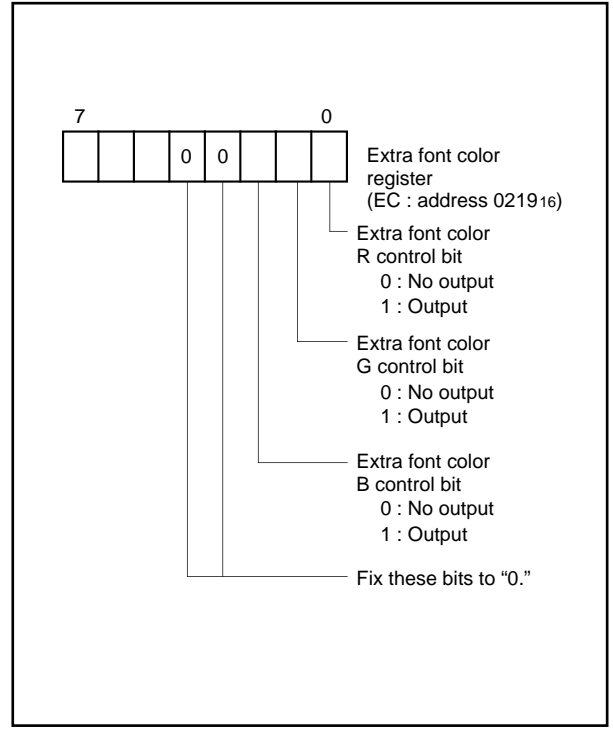 7 0
0 0
Extra font color
register
(EC : address 021916)
Extra font color
R control bit
0 : No output
1 : Output
Extra font color
G control bit
0 : No output
1 : Output
Extra font color
B control bit
0 : No output
1 : Output
Fix these bits to “0.”